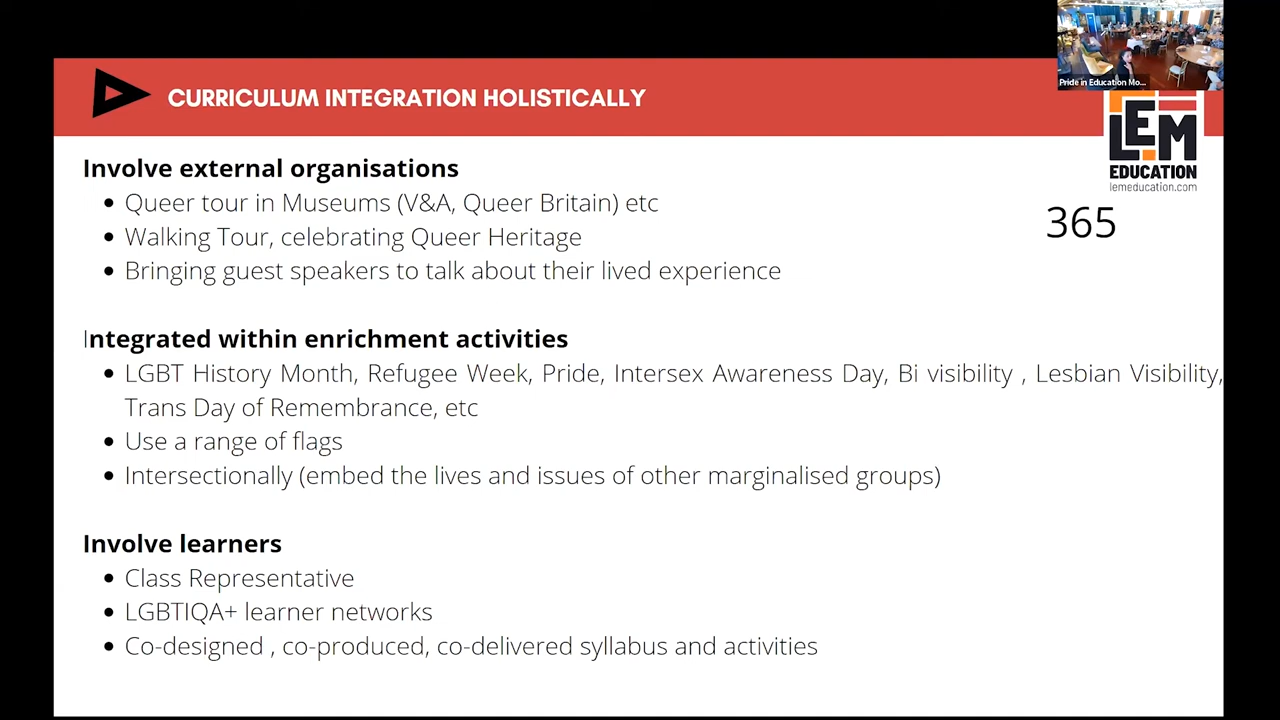 Pride in Education Mo...
CURRICULUM INTEGRATION HOLISTICALLY
LEM
EDUCATION
lemeducation.com
365
Involve external organisations
• Queer tour in Museums (V&A, Queer Britain) etc
• Walking Tour, celebrating Queer Heritage
• Bringing guest speakers to talk about their lived experience
Integrated within enrichment activities
• LGBT History Month, Refugee Week, Pride, Intersex Awareness Day, Bi visibility , Lesbian Visibility,
Trans Day of Remembrance, etc
• Use a range of flags
• Intersectionally (embed the lives and issues of other marginalised groups)
Involve learners
• Class Representative
• LGBTIQA+ learner networks
• Co-designed , co-produced, co-delivered syllabus and activities